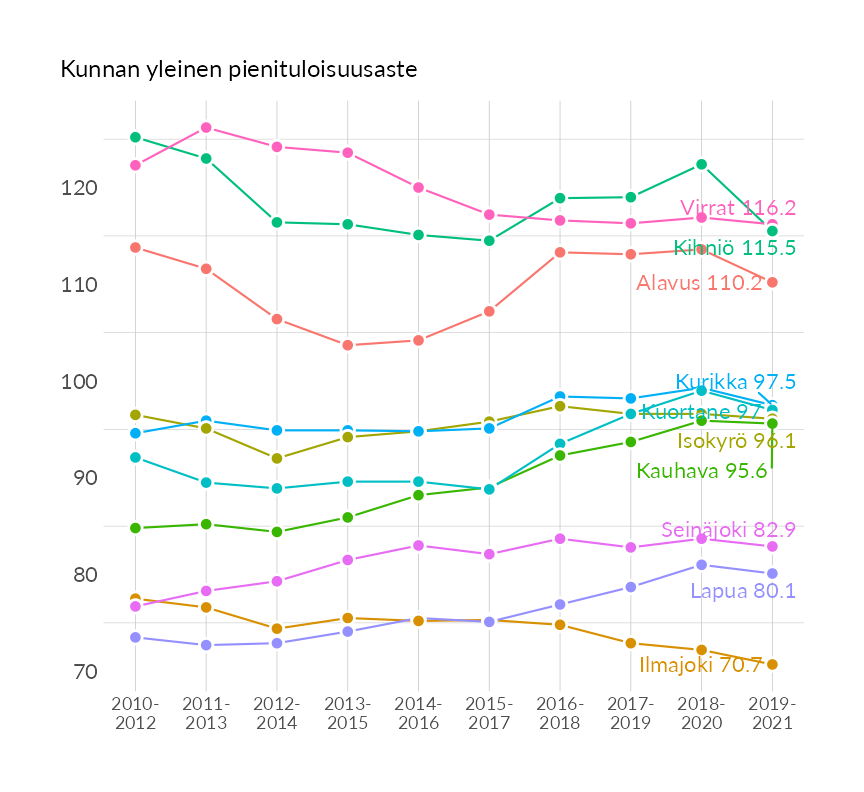 Kunnan yleinen pienituloisuusaste
120
110
100
90
80
70
Virrat 116.2
Kihniö 115.5
Alavus 110.2
Kurikka 97.5
Kuortane 97
Isokyrö 96.1
Kauhava 95.6
Seinäjoki 82.9
Lapua 80.1
Ilmajoki 70.7
2010- 2011- 2012- 2013- 2014- 2015- 2016- 2017- 2018- 2019-
2012 2013 2014 2015 2016 2017 2018 2019 2020 2021